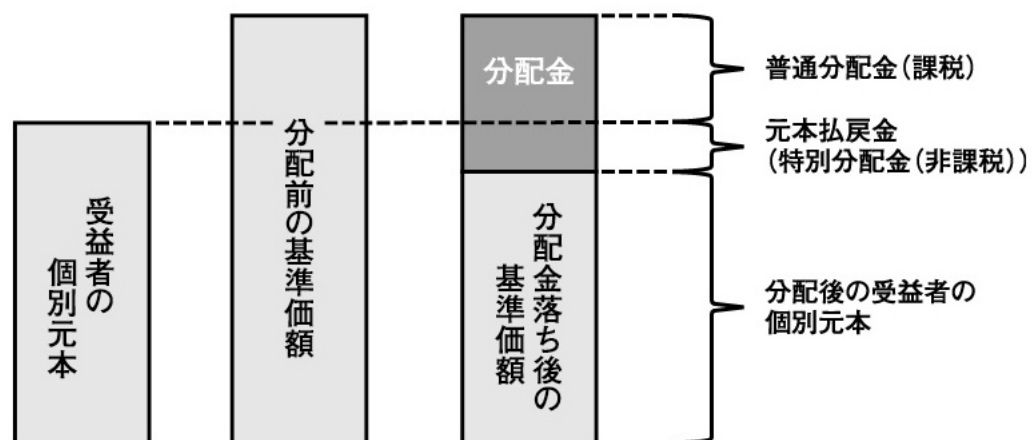 受益者の
個別元本
分配前の基準価額
分配金
分配金落ち後の
基準価額
普通分配金(課税)
元本払戻金
(特別分配金(非課税))
分配後の受益者の
個別元本